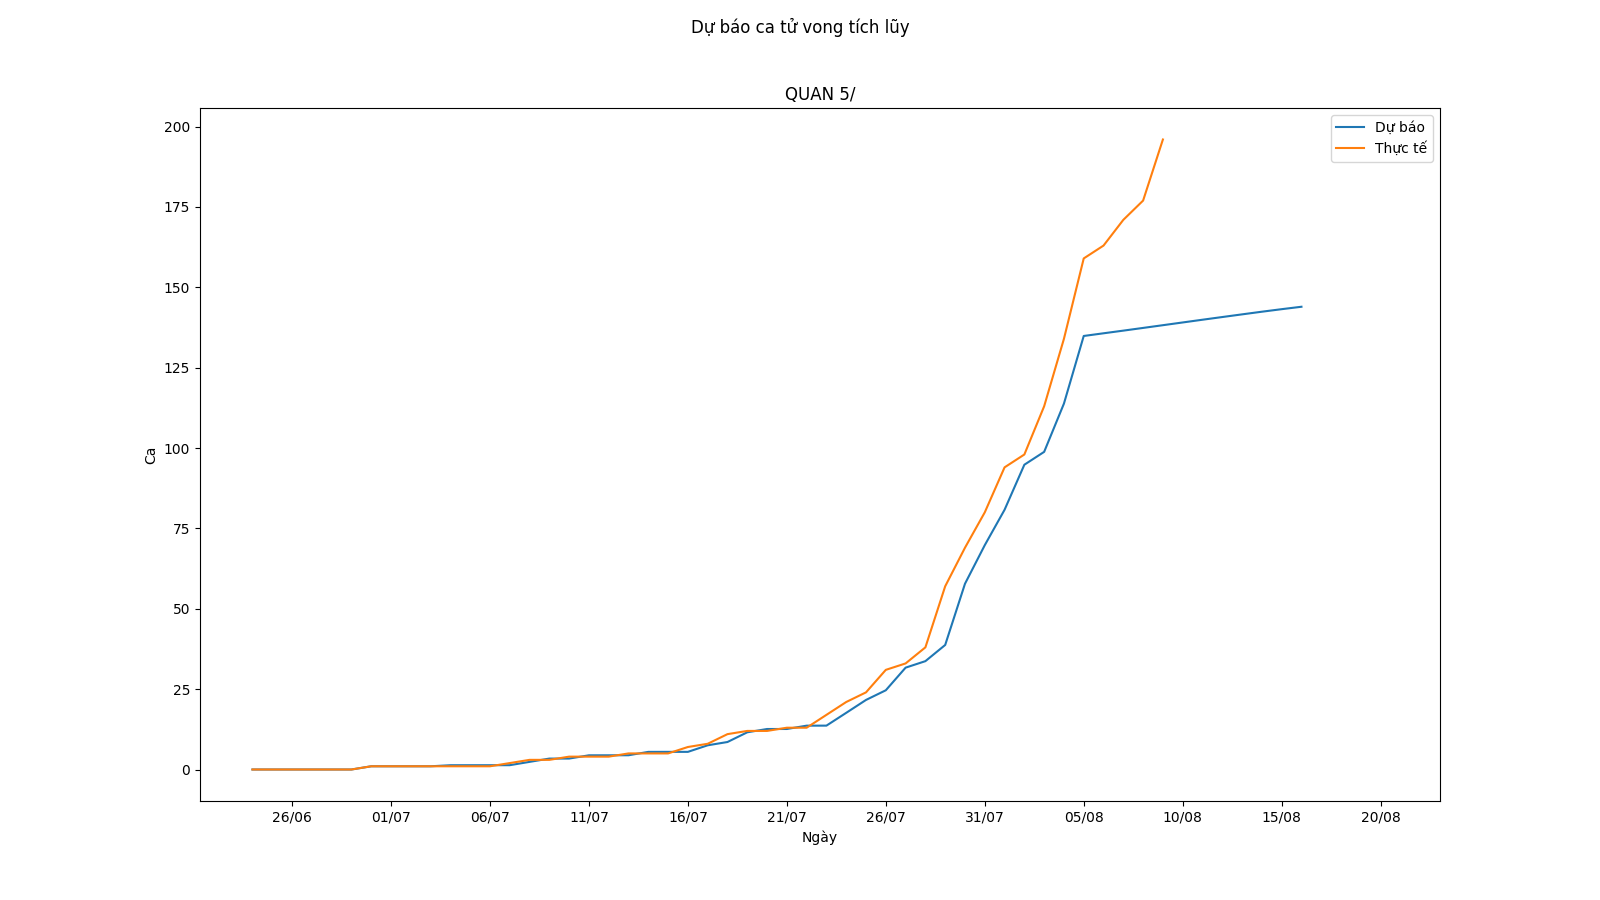 Dự báo ca tử vong tích lũy
QUAN 5/
Dự báo
Thực tế
200
175
150
125
100
75
50
25
0
Ca
26/06 01/07 06/07 11/07 16/07 21/07 26/07 31/07 05/08 10/08 15/08 20/08
Ngày